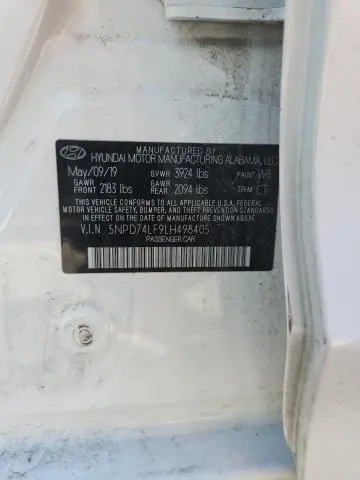 MANUFACTURED BY
HYUNDAI MOTOR MANUFACTURING ALABAMA, LLC
May/09/19 GVWR 3924 lbs PAINT W8
GAWR FRONT 2183 lbs GAWR REAR 2094 lbs TRIM CT
THIS VEHICLE CONFORMS TO ALL APPLICABLE U.S.A. FEDERAL
MOTOR VEHICLE SAFETY, BUMPER, AND THEFT PREVENTION
STANDARDS IN EFFECT ON THE DATE OF
MANUFACTURE SHOWN ABOVE
V.I.N 5NPD74LF9LH498405
PASSENGER CAR